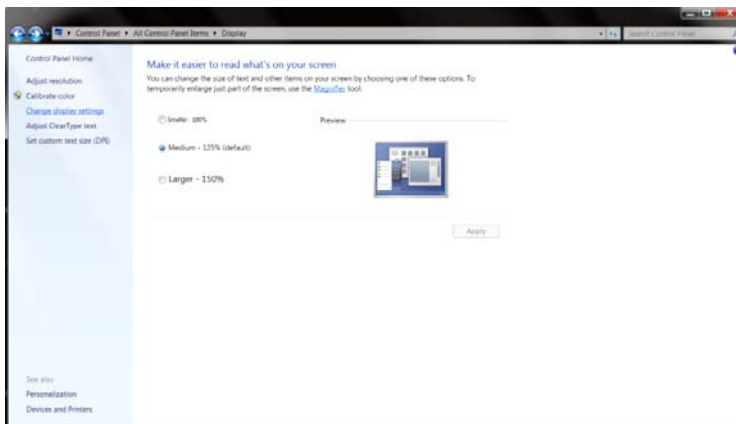 Control Panel ▸ All Control Panel Items ▸ Display
Search Control Panel
Control Panel Home
Adjust resolution
Calibrate color
Change display settings
Adjust ClearType text
Set custom text size (DPI)
Make it easier to read what's on your screen
You can change the size of text and other items on your screen by choosing one of these options. To
temporarily enlarge just part of the screen, use the Magnifier tool.
Smaller - 100%
Preview
Medium - 125% (default)
Larger - 150%
Apply
See also
Personalization
Devices and Printers